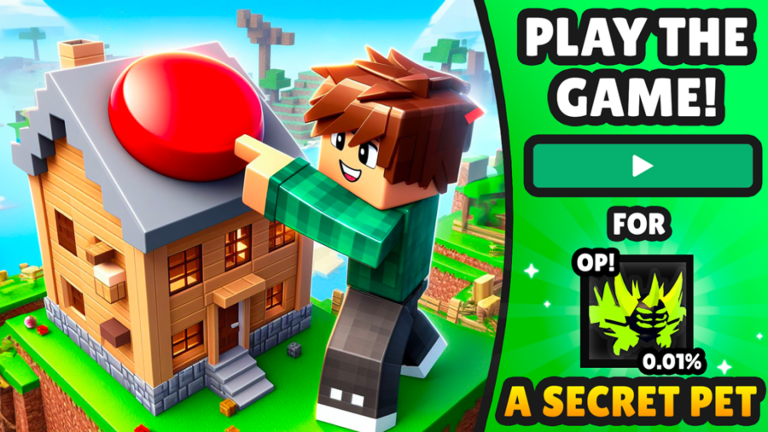 PLAY THE
GAME!
FOR
OP!
0.01%
A SECRET PET